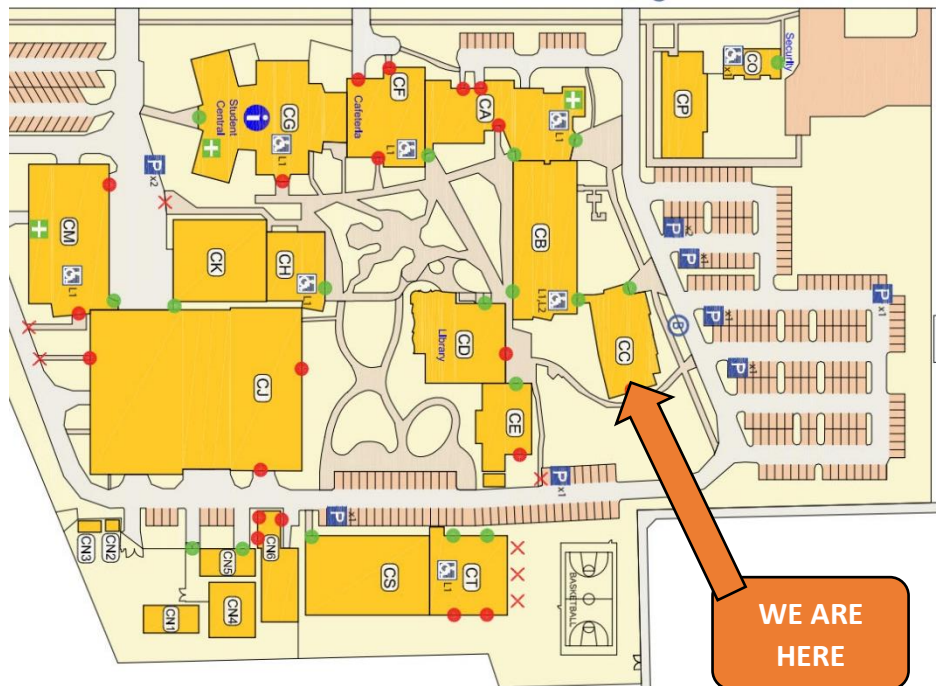 Security
CO
x
CP
CF
CA
L1
CG
i
Student
Central
L1
Cafeteria
L1
P
x2
CM
L1
CK
CH
L1
CB
L1,L2
P
x2
P
x1
P
x1
P
x1
P
x1
B
CC
CD
Library
CE
CJ
P
x1
P
x1
CN3
CN2
CN5
CN6
CN4
CN1
CS
CT
L1
BASKETBALL
WE ARE
HERE